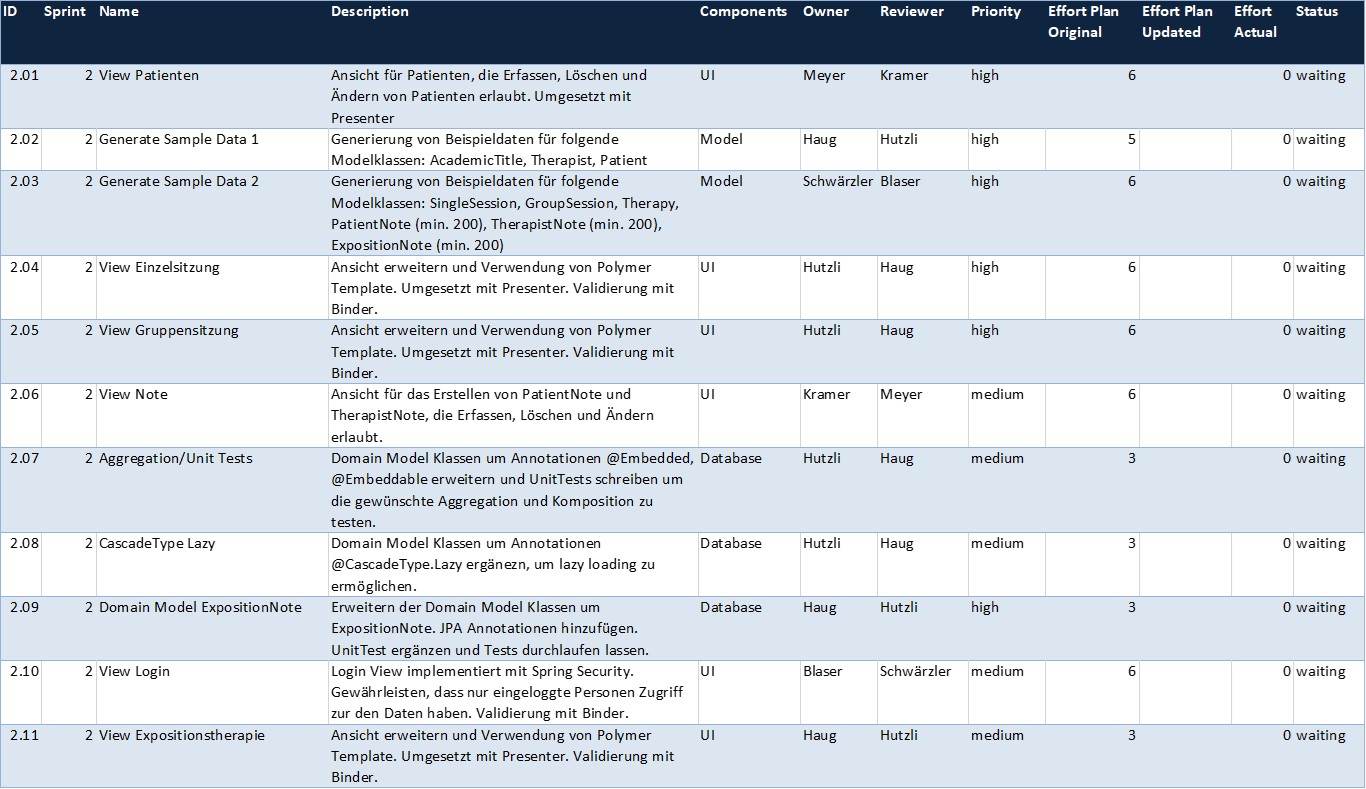 ID Sprint Name Description Components Owner Reviewer Priority Effort Plan Effort Plan Effort Status
Original Updated Actual
2.01 2 View Patienten Ansicht für Patienten, die Erfassen, Löschen und UI Meyer Kramer high 6 0 waiting
Ändern von Patienten erlaubt. Umgesetzt mit
Presenter
2.02 2 Generate Sample Data 1 Generierung von Beispieldaten für folgende Model Haug Hutzli high 5 0 waiting
Modelklassen: AcademicTitle, Therapist, Patient
2.03 2 Generate Sample Data 2 Generierung von Beispieldaten für folgende Model Schwärzler Blaser high 6 0 waiting
Modelklassen: SingleSession, GroupSession, Therapy,
PatientNote (min. 200), TherapistNote (min. 200),
ExpositionNote (min. 200)
2.04 2 View Einzelsitzung Ansicht erweitern und Verwendung von Polymer UI Hutzli Haug high 6 0 waiting
Template. Umgesetzt mit Presenter. Validierung mit
Binder.
2.05 2 View Gruppensitzung Ansicht erweitern und Verwendung von Polymer UI Hutzli Haug high 6 0 waiting
Template. Umgesetzt mit Presenter. Validierung mit
Binder.
2.06 2 View Note Ansicht für das Erstellen von PatientNote und UI Kramer Meyer medium 6 0 waiting
TherapistNote, die Erfassen, Löschen und Ändern
erlaubt.
2.07 2 Aggregation/Unit Tests Domain Model Klassen um Annotationen @Embedded, Database Hutzli Haug medium 3 0 waiting
@Embeddable erweitern und UnitTests schreiben um
die gewünschte Aggregation und Komposition zu
testen.
2.08 2 CascadeType Lazy Domain Model Klassen um Annotationen Database Hutzli Haug medium 3 0 waiting
@CascadeType.Lazy ergänezn, um lazy loading zu
ermöglichen.
2.09 2 Domain Model ExpositionNote Erweitern der Domain Model Klassen um Database Haug Hutzli high 3 0 waiting
ExpositionNote. JPA Annotationen hinzufügen.
UnitTest ergänzen und Tests durchlaufen lassen.
2.10 2 View Login Login View implementiert mit Spring Security. UI Blaser Schwärzler medium 6 0 waiting
Gewährleisten, dass nur eingeloggte Personen Zugriff
zur den Daten haben. Validierung mit Binder.
2.11 2 View Expositionstherapie Ansicht erweitern und Verwendung von Polymer UI Haug Hutzli medium 3 0 waiting
Template. Umgesetzt mit Presenter. Validierung mit
Binder.